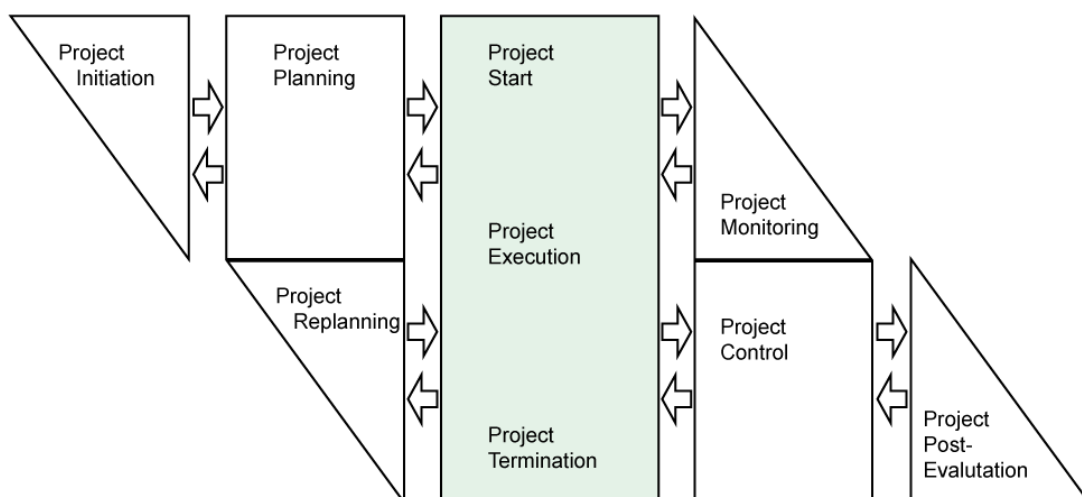 Project
Initiation
Project
Planning
Project
Start
Project
Monitoring
Project
Execution
Project
Replanning
Project
Control
Project
Termination
Project
Post-
Evalutation